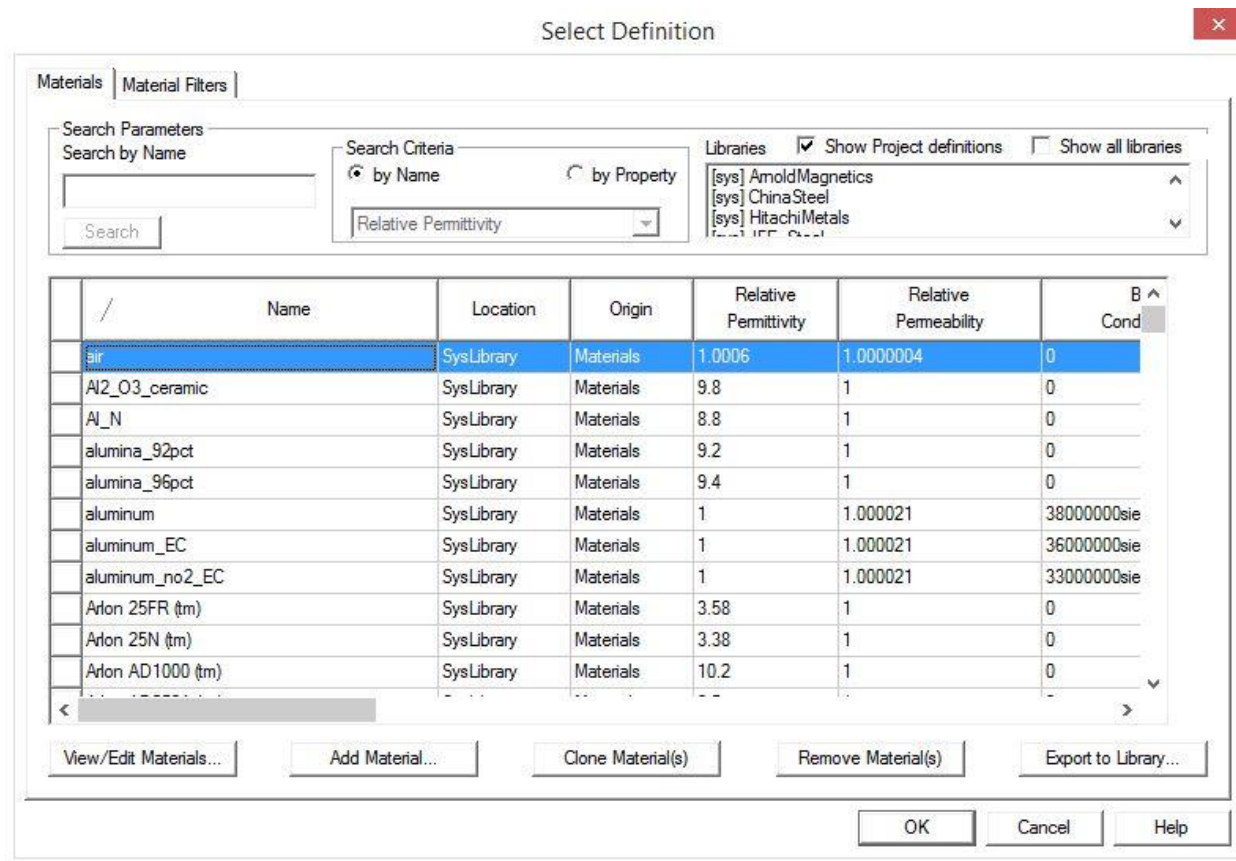 Select Definition
Materials Material Filters
Search Parameters
Search by Name
Search Criteria
by Name by Property
Relative Permittivity
Search
Libraries Show Project definitions Show all libraries
[sys] ArnoldMagnetics
[sys] ChinaSteel
[sys] HitachiMetals
/ Name Location Origin Relative Permittivity Relative Permeability B Cond
air SysLibrary Materials 1.0006 1.0000004 0
Al2_O3_ceramic SysLibrary Materials 9.8 1 0
Al_N SysLibrary Materials 8.8 1 0
alumina_92pct SysLibrary Materials 9.2 1 0
alumina_96pct SysLibrary Materials 9.4 1 0
aluminum SysLibrary Materials 1 1.000021 38000000sie
aluminum_EC SysLibrary Materials 1 1.000021 36000000sie
aluminum_no2_EC SysLibrary Materials 1 1.000021 33000000sie
Arlon 25FR (tm) SysLibrary Materials 3.58 1 0
Arlon 25N (tm) SysLibrary Materials 3.38 1 0
Arlon AD1000 (tm) SysLibrary Materials 10.2 1 0
View/Edit Materials... Add Material... Clone Material(s) Remove Material(s) Export to Library...
OK Cancel Help